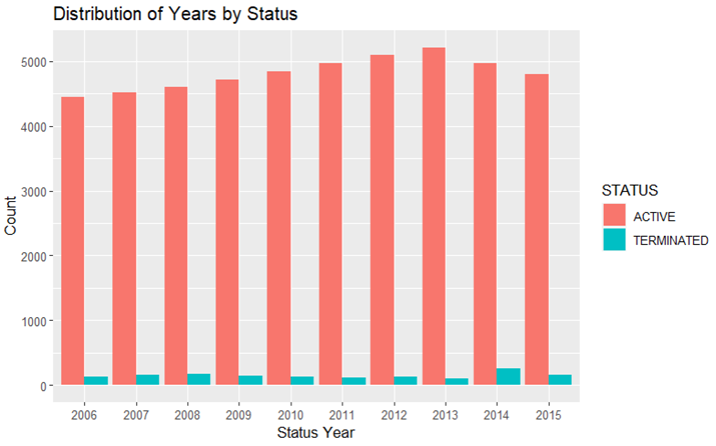 Distribution of Years by Status
Count
5000
4000
3000
2000
1000
0
2006 2007 2008 2009 2010 2011 2012 2013 2014 2015
Status Year
STATUS
ACTIVE
TERMINATED